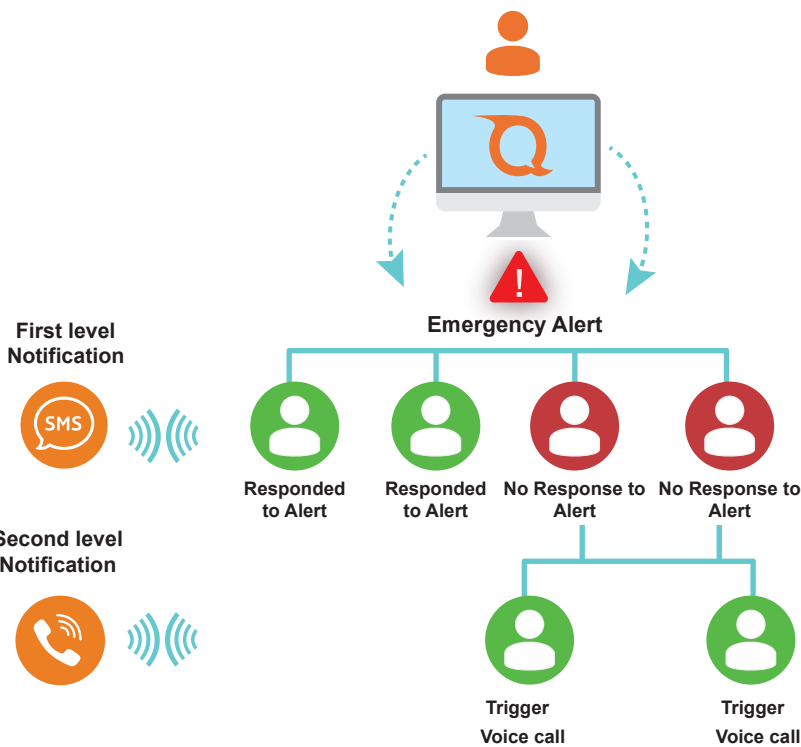 Emergency Alert
First level
Notification
SMS
Responded
to Alert
Responded
to Alert
No Response to
Alert
No Response to
Alert
Second level
Notification
Trigger
Voice call
Trigger
Voice call